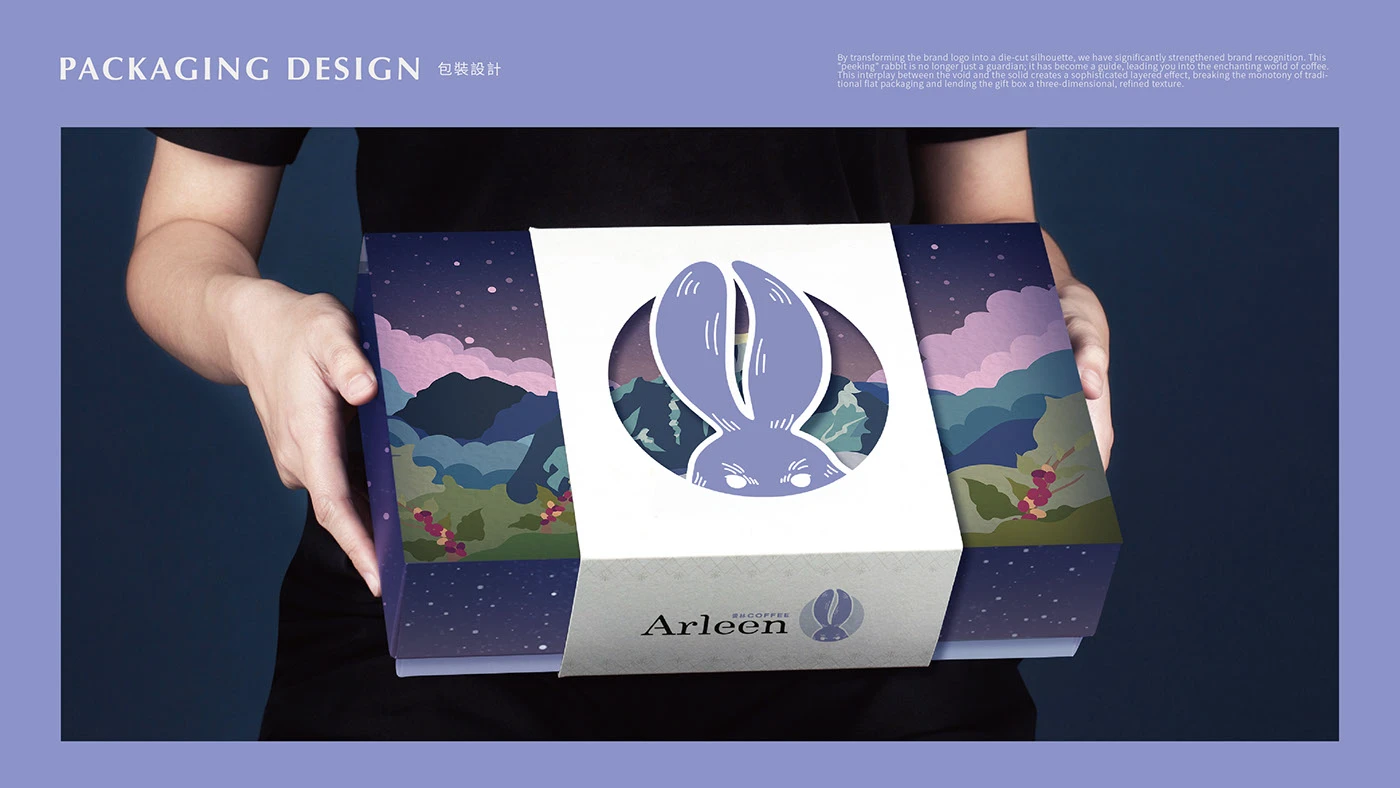 PACKAGING DESIGN 包裝設計
By transforming the brand logo into a die-cut silhouette, we have significantly strengthened brand recognition. This
"peeking" rabbit is no longer just a guardian; it has become a guide, leading you into the enchanting world of coffee.
This interplay between the void and the solid creates a sophisticated layered effect, breaking the monotony of tradi-
tional flat packaging and lending the gift box a three-dimensional, refined texture.
COFFEE
Arleen